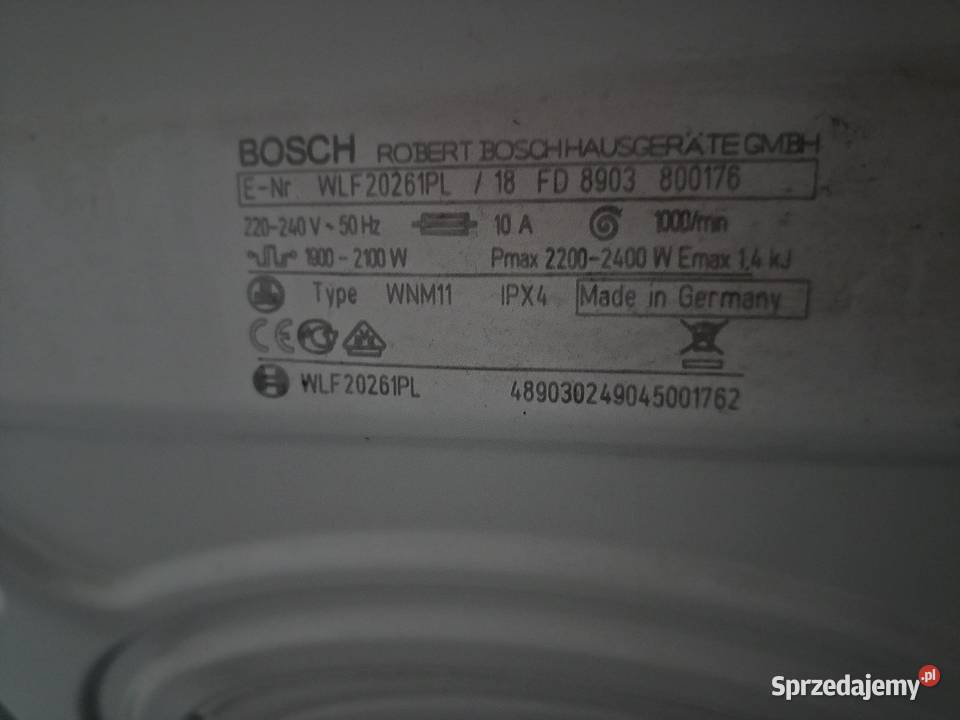 BOSCH ROBERT BOSCH HAUSGERÄTE GMBH
E-Nr. WLF20261PL / 18 FD 8903 800176
220-240 V ~ 50 Hz 10 A 1000/min
1900 - 2100 W Pmax 2200-2400 W Emax 1,4 kJ
Type WNM11 IPX4 Made in Germany
CE
WLF20261PL 489030249045001762
Sprzedajemy.pl